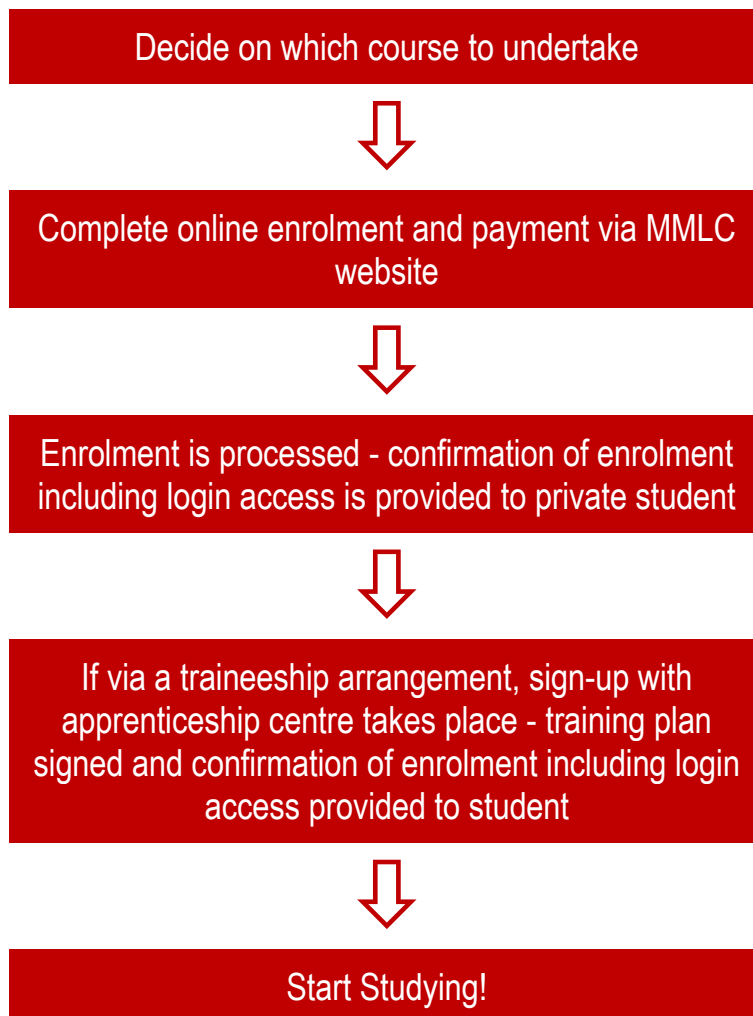 Decide on which course to undertake
Complete online enrolment and payment via MMLC
website
Enrolment is processed - confirmation of enrolment
including login access is provided to private student
If via a traineeship arrangement, sign-up with
apprenticeship centre takes place - training plan
signed and confirmation of enrolment including login
access provided to student
Start Studying!